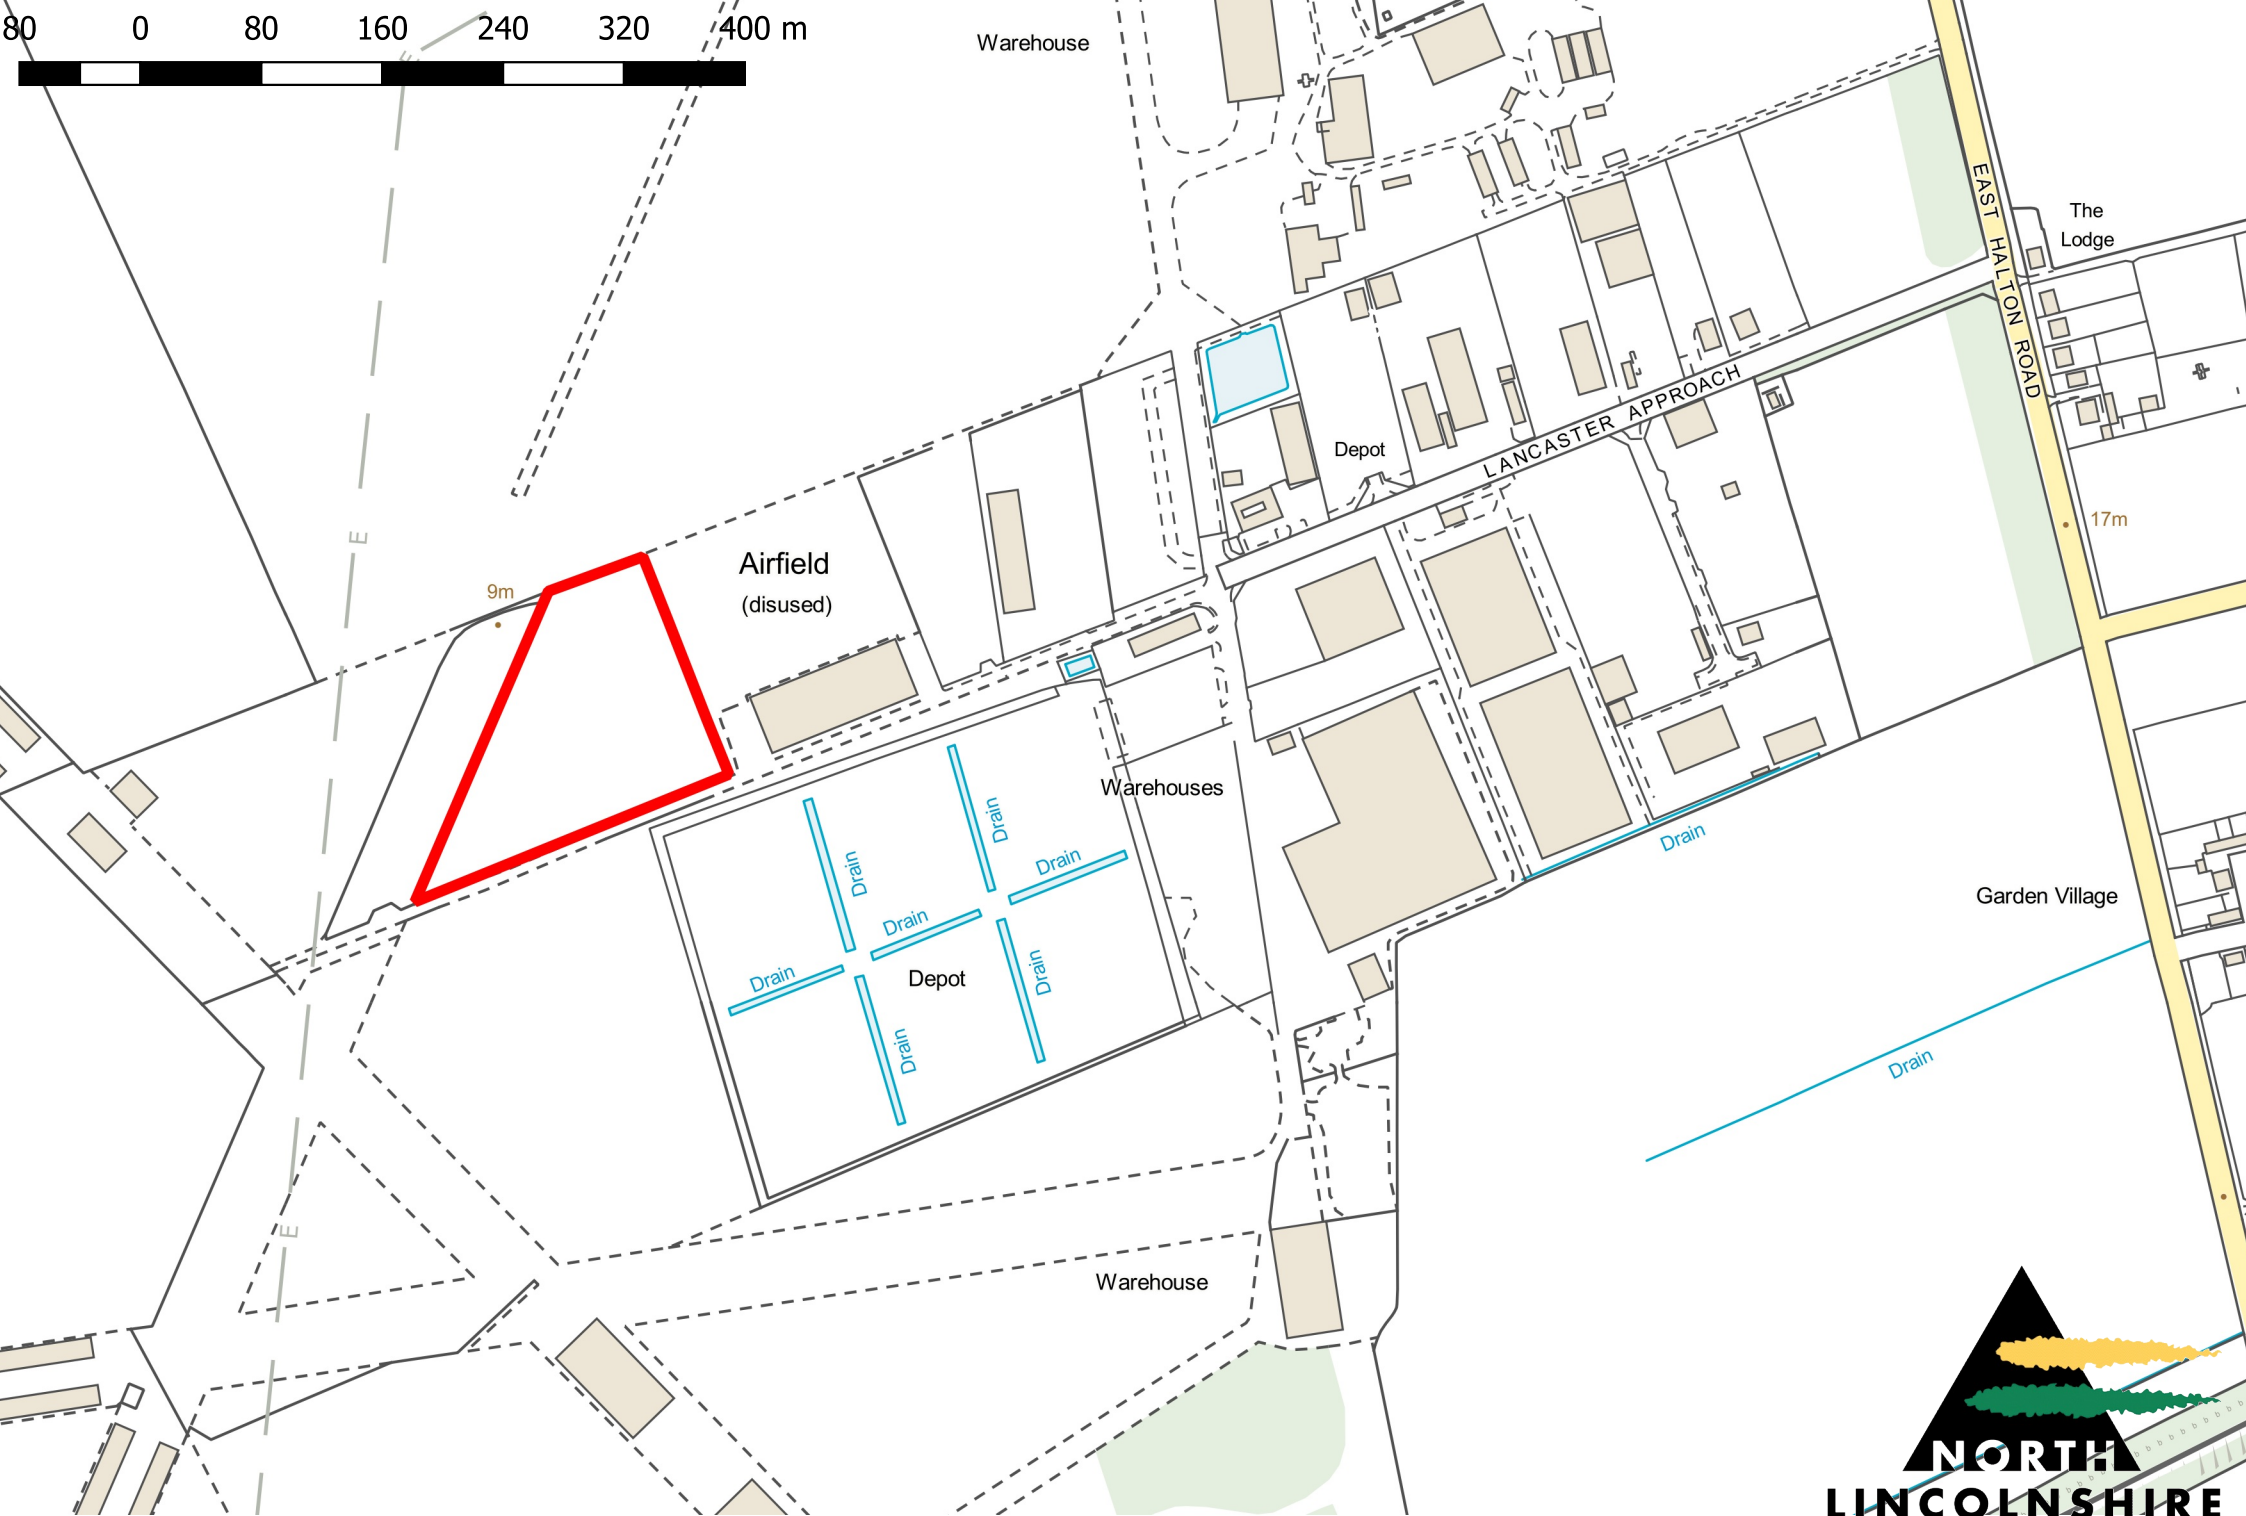 80 0 80 160 240 320 400 m
Warehouse
E
EAST HALTON ROAD
The
Lodge
LANCASTER APPROACH
Depot
17m
E
Airfield
(disused)
9m
Warehouses
Drain
Drain
Drain
Drain
Drain
Drain
Drain
Drain
Depot
Garden Village
Drain
E
Warehouse
NORTH
LINCOLNSHIRE